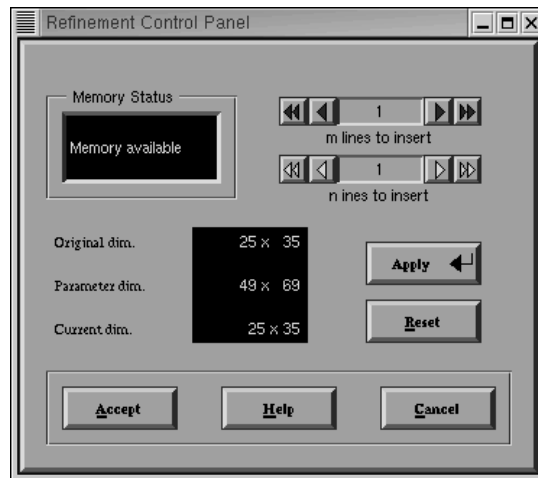 Refinement Control Panel
Memory Status
Memory available
1
m lines to insert
1
n ines to insert
Original dim. 25 x 35
Parameter dim. 49 x 69
Current dim. 25 x 35
Apply
Reset
Accept Help Cancel